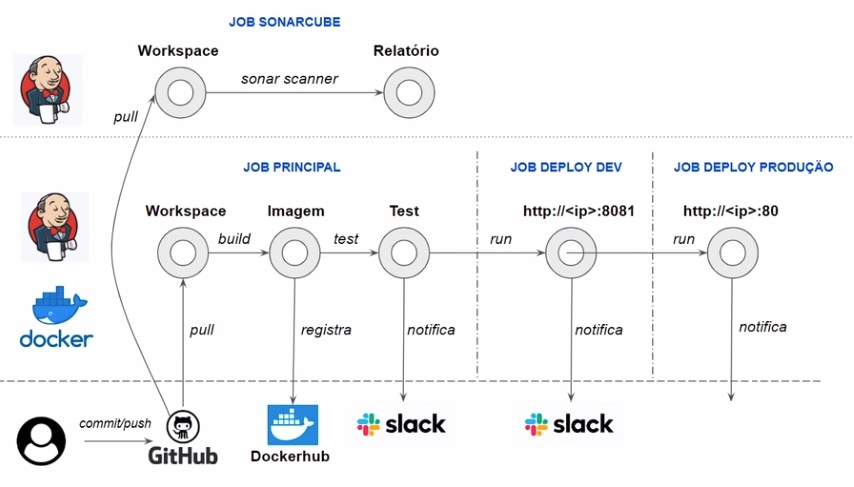 JOB SONARCUBE
Workspace
Relatório
sonar scanner
pull
JOB PRINCIPAL
JOB DEPLOY DEV
JOB DEPLOY PRODUÇÃO
Workspace
Imagem
Test
http://<ip>:8081
http://<ip>:80
build
test
run
run
docker
pull
registra
notifica
notifica
notifica
commit/push
GitHub
Dockerhub
slack
slack